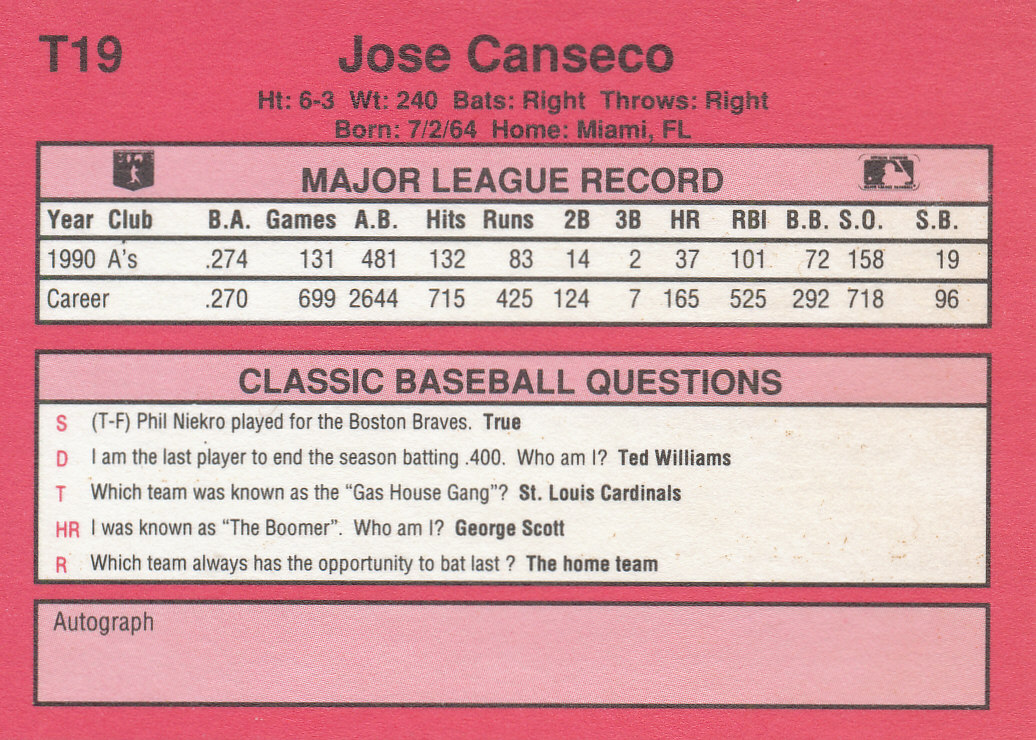 T19 Jose Canseco
Ht: 6-3 Wt: 240 Bats: Right Throws: Right
Born: 7/2/64 Home: Miami, FL
MAJOR LEAGUE RECORD
Year Club B.A. Games A.B. Hits Runs 2B 3B HR RBI B.B. S.O. S.B.
1990 A's .274 131 481 132 83 14 2 37 101 72 158 19
Career .270 699 2644 715 425 124 7 165 525 292 718 96
CLASSIC BASEBALL QUESTIONS
S (T-F) Phil Niekro played for the Boston Braves. True
D I am the last player to end the season batting .400. Who am I? Ted Williams
T Which team was known as the “Gas House Gang”? St. Louis Cardinals
HR I was known as “The Boomer”. Who am I? George Scott
R Which team always has the opportunity to bat last ? The home team
Autograph